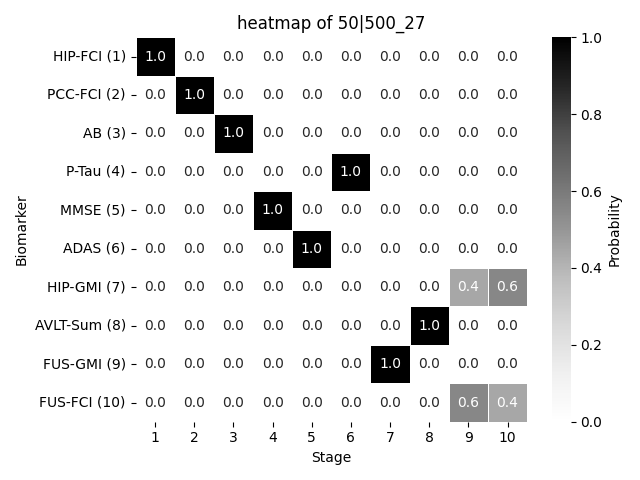 heatmap of 50|500_27
HIP-FCI (1) 1.0 0.0 0.0 0.0 0.0 0.0 0.0 0.0 0.0 0.0
PCC-FCI (2) 0.0 1.0 0.0 0.0 0.0 0.0 0.0 0.0 0.0 0.0
AB (3) 0.0 0.0 1.0 0.0 0.0 0.0 0.0 0.0 0.0 0.0
P-Tau (4) 0.0 0.0 0.0 0.0 0.0 1.0 0.0 0.0 0.0 0.0
MMSE (5) 0.0 0.0 0.0 1.0 0.0 0.0 0.0 0.0 0.0 0.0
ADAS (6) 0.0 0.0 0.0 0.0 1.0 0.0 0.0 0.0 0.0 0.0
HIP-GMI (7) 0.0 0.0 0.0 0.0 0.0 0.0 0.0 0.0 0.4 0.6
AVLT-Sum (8) 0.0 0.0 0.0 0.0 0.0 0.0 0.0 1.0 0.0 0.0
FUS-GMI (9) 0.0 0.0 0.0 0.0 0.0 0.0 1.0 0.0 0.0 0.0
FUS-FCI (10) 0.0 0.0 0.0 0.0 0.0 0.0 0.0 0.0 0.6 0.4
1 2 3 4 5 6 7 8 9 10
Stage
Biomarker
1.0
0.8
0.6
0.4
0.2
0.0
Probability